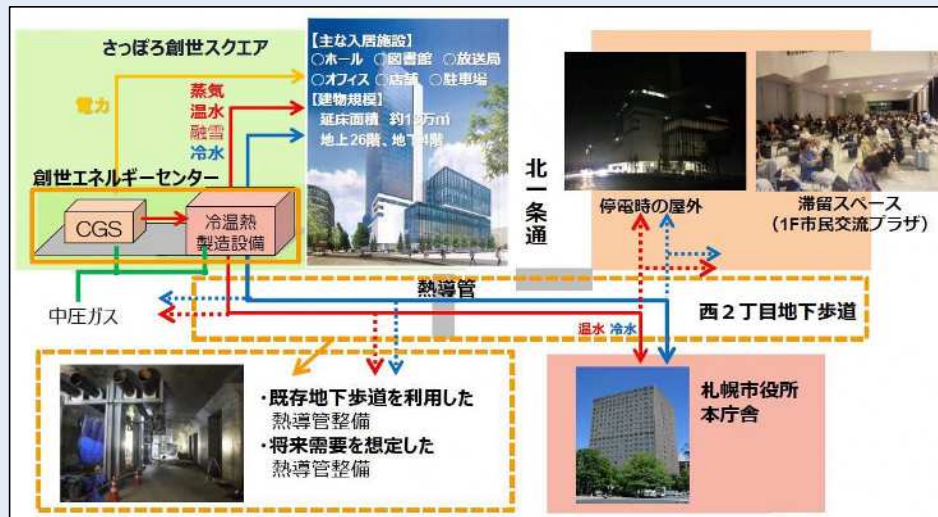 さっぽろ創世スクエア
【主な入居施設】
○ホール ○図書館 ○放送局
○オフィス ○店舗 ○駐車場
【建物規模】
延床面積 約13万㎡
地上26階、地下4階
電力
蒸気
温水
融雪
冷水
創世エネルギーセンター
CGS
冷温熱
製造設備
中圧ガス
北一条通
停電時の屋外
滞留スペース
(1F市民交流プラザ)
熱導管
西2丁目地下歩道
温水 冷水
・既存地下歩道を利用した
熱導管整備
・将来需要を想定した
熱導管整備
札幌市役所
本庁舎